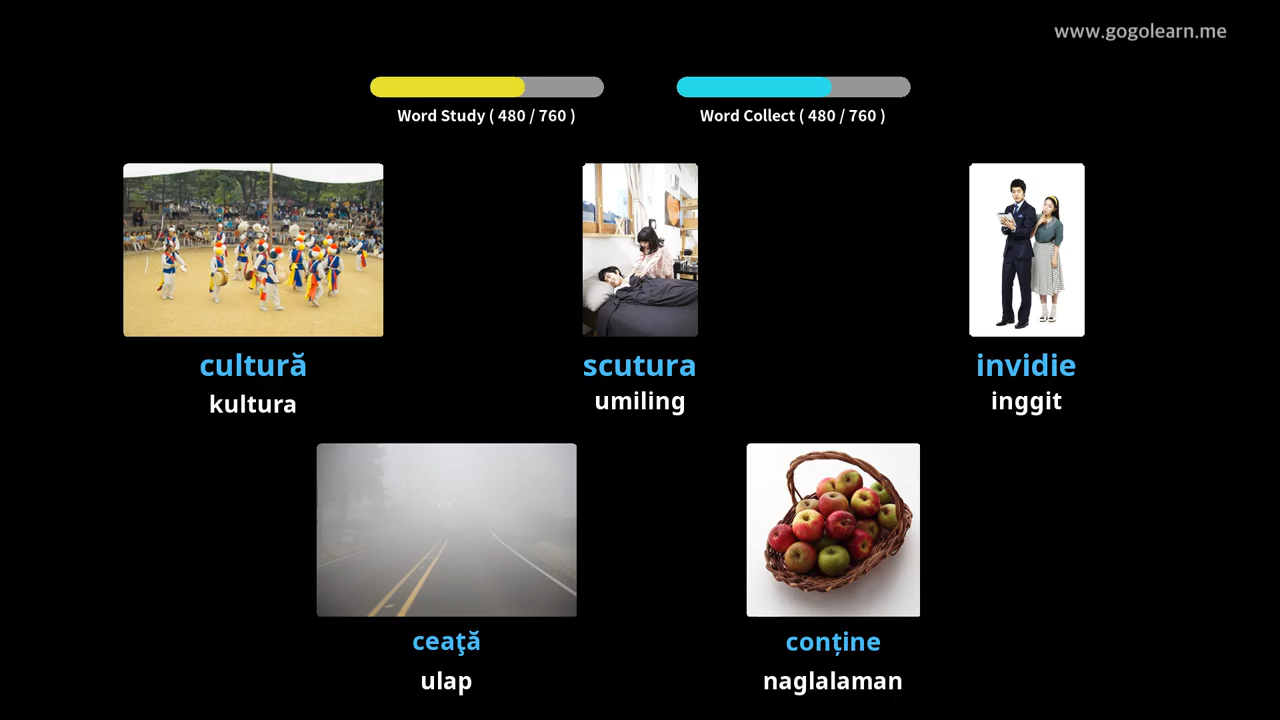 www.gogolearn.me
Word Study ( 480 / 760 )
Word Collect ( 480 / 760 )
cultură
kultura
scutura
umiling
invidie
inggit
ceaţă
ulap
conține
naglalaman